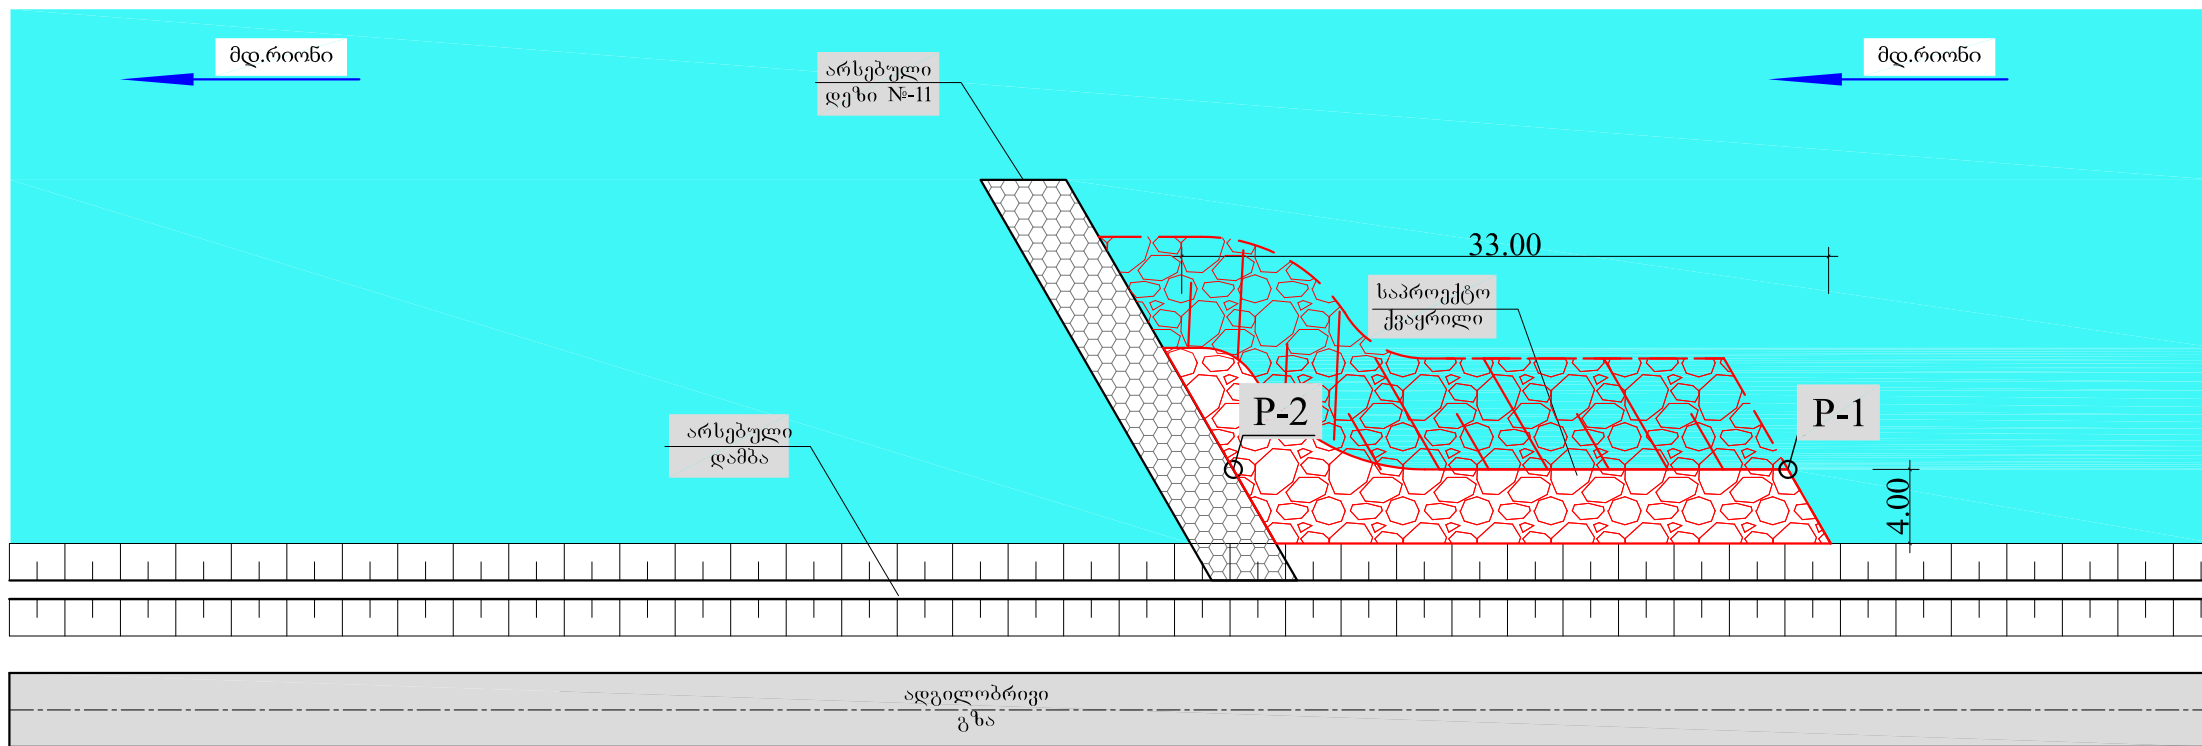 მდ.რიონი
მდ.რიონი
არსებული
დეზი №-11
33.00
საპროექტო
ქვაყრილი
P-2
P-1
არსებული
დამბა
4.00
ადგილობრივი
გზა